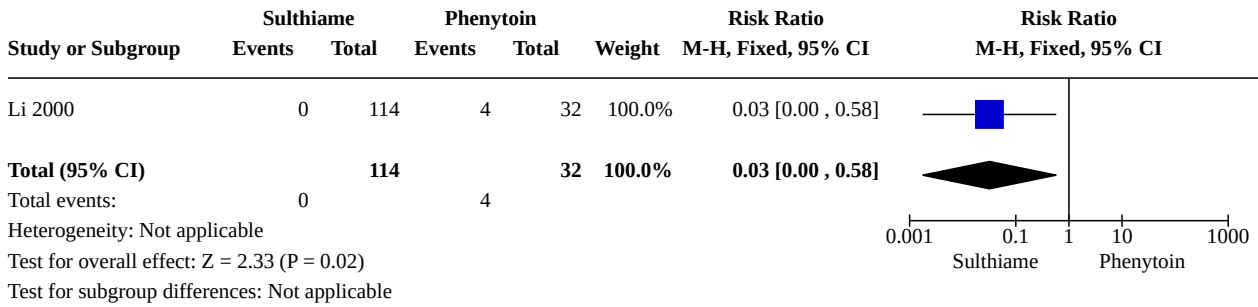 Sulthiame Phenytoin Risk Ratio Risk Ratio
Study or Subgroup Events Total Events Total Weight M-H, Fixed, 95% CI M-H, Fixed, 95% CI
Li 2000 0 114 4 32 100.0% 0.03 [0.00 , 0.58]
Total (95% CI) 114 32 100.0% 0.03 [0.00 , 0.58]
Total events: 0 4
Heterogeneity: Not applicable
0.001 0.1 1 10 1000
Test for overall effect: Z = 2.33 (P = 0.02)
Sulthiame Phenytoin
Test for subgroup differences: Not applicable